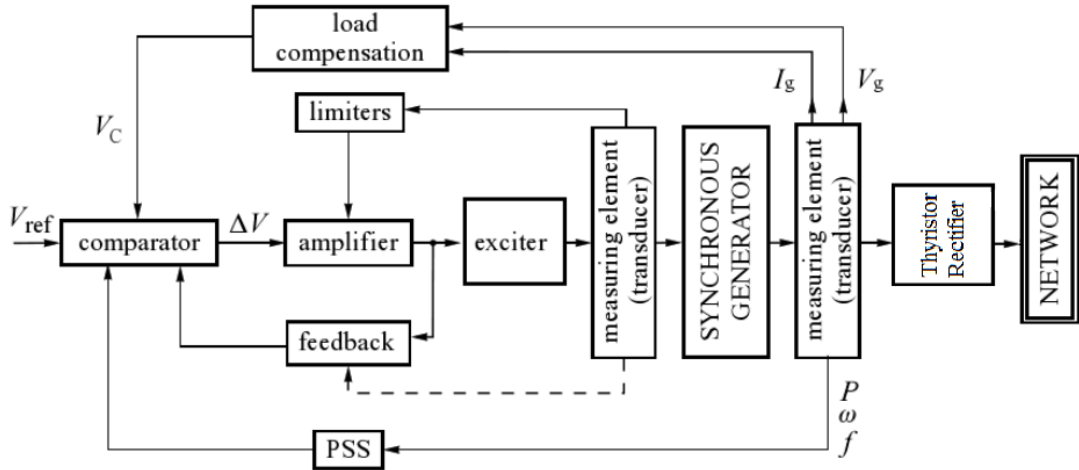 load
compensation
I_g
V_g
limiters
V_C
measuring element
(transducer)
SYNCHRONOUS
GENERATOR
measuring element
(transducer)
Thyristor
Rectifier
NETWORK
V_ref
comparator
ΔV
amplifier
exciter
feedback
P
ω
f
PSS